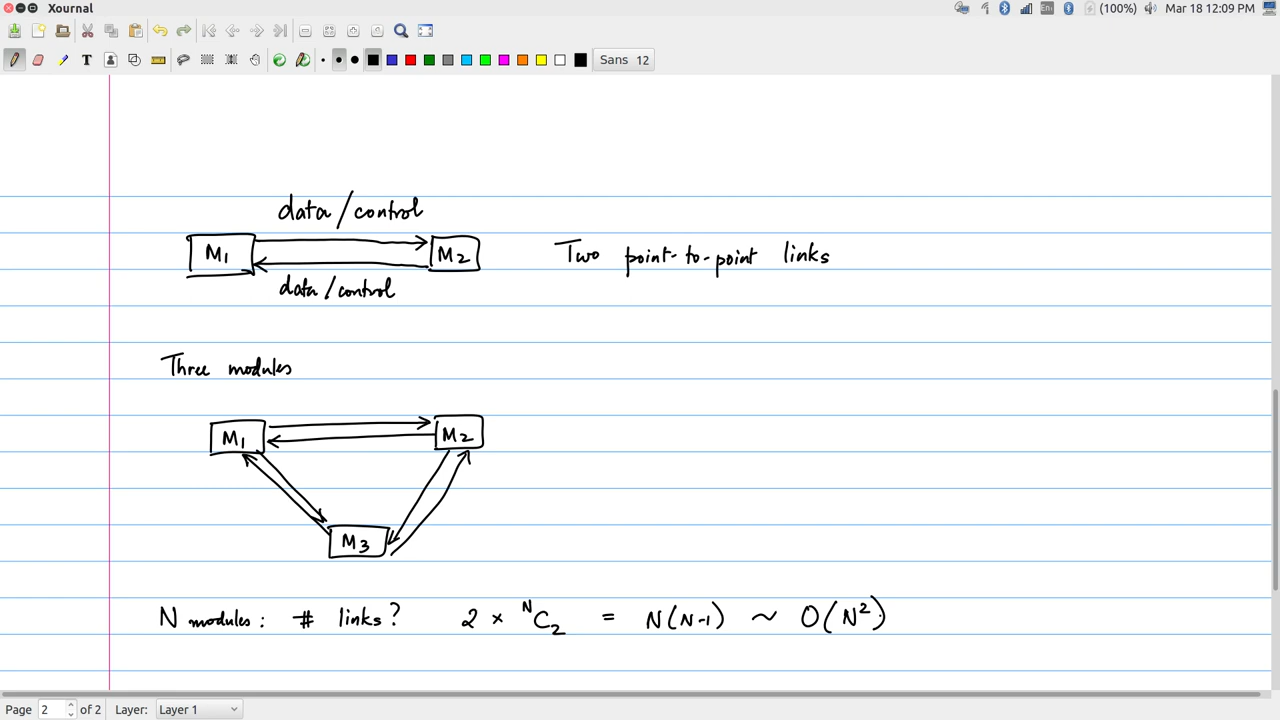 Xournal
(100%) Mar 18 12:09 PM
Sans 12
data/control
M1 M2 Two point-to-point links
data/control
Three modules
M1 M2
M3
N modules: # links? 2 × ᴺC₂ = N(N-1) ~ O(N²)
Page 2 of 2 Layer: Layer 1